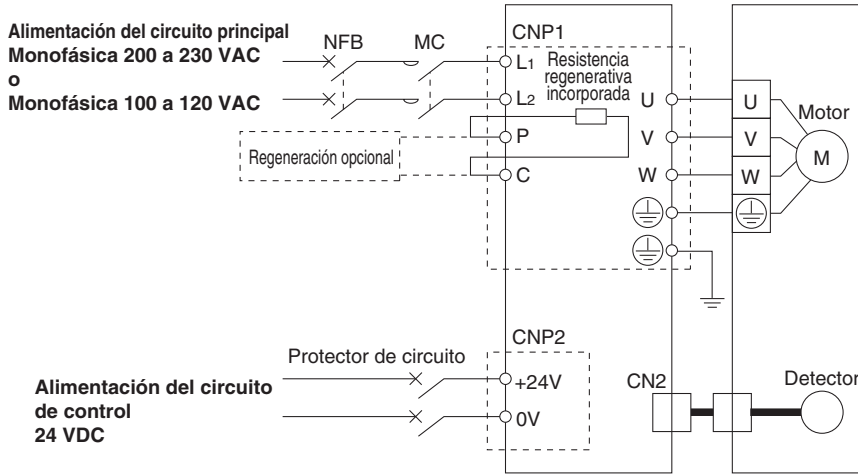 Alimentación del circuito principal
Monofásica 200 a 230 VAC
o
Monofásica 100 a 120 VAC
NFB
MC
CNP1
L1
L2
P
C
Resistencia
regenerativa
incorporada
Regeneración opcional
U
V
W
U
V
W
Motor
M
CNP2
Protector de circuito
+24V
0V
Alimentación del circuito
de control
24 VDC
CN2
Detector